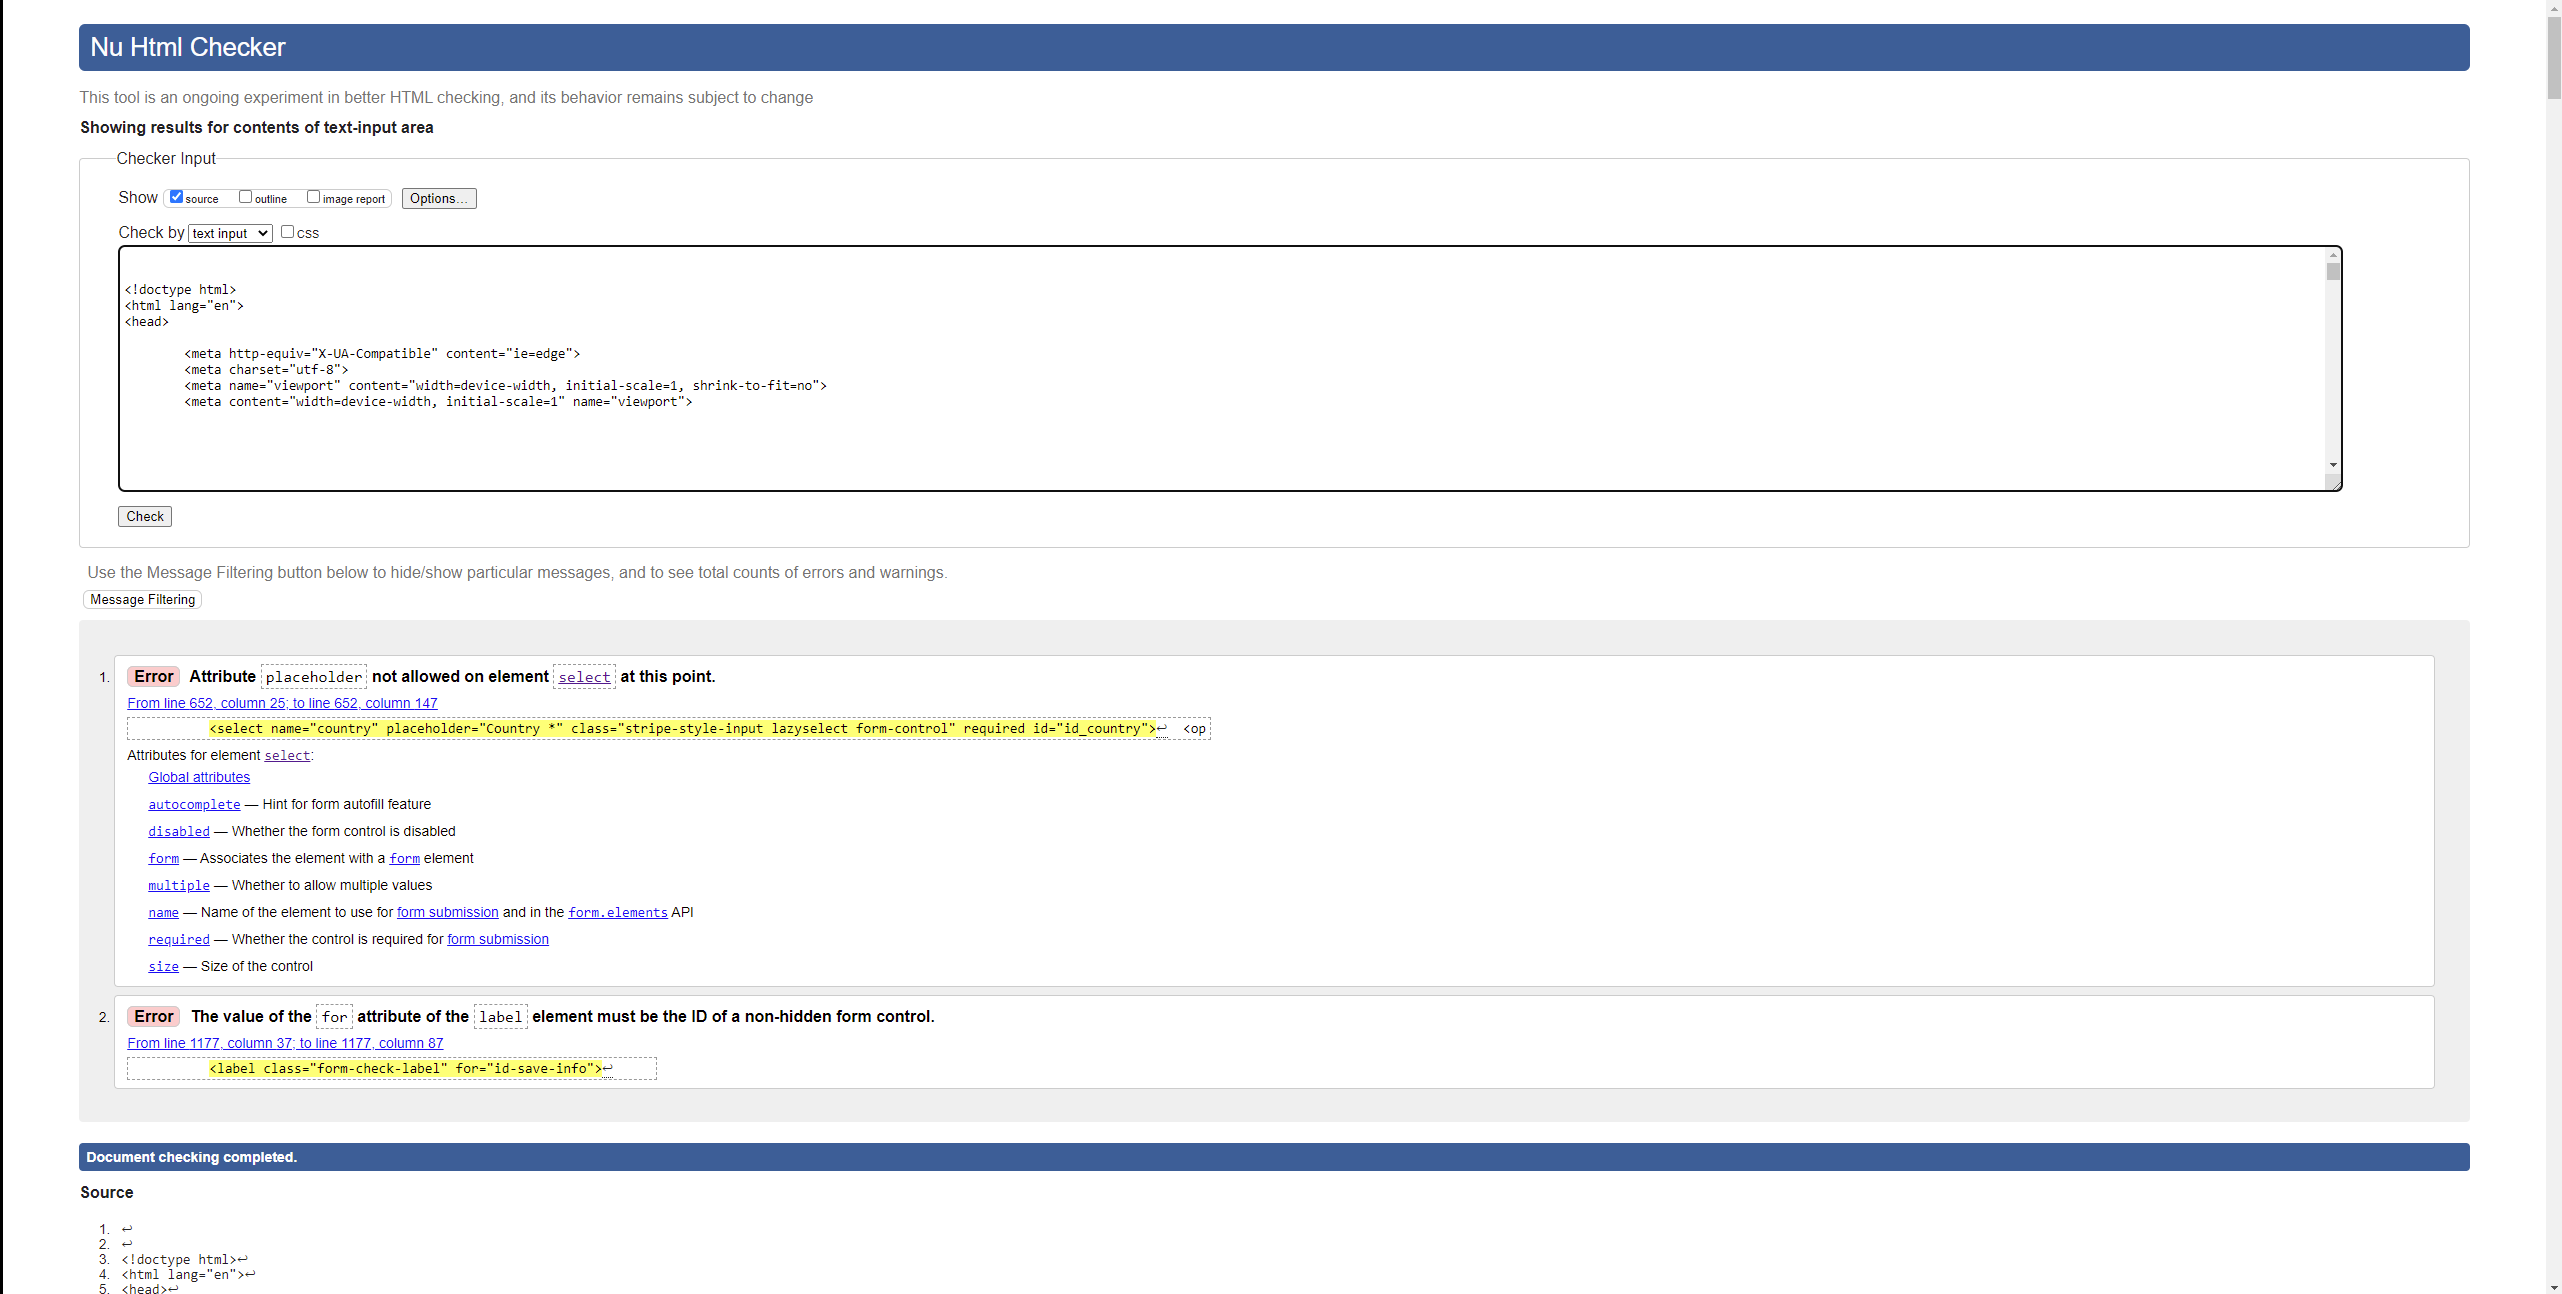 Nu Html Checker
This tool is an ongoing experiment in better HTML checking, and its behavior remains subject to change
Showing results for contents of text-input area
Checker Input
Show source outline image report Options...
Check by text input css
<!doctype html>
<html lang="en">
<head>
<meta http-equiv="X-UA-Compatible" content="ie=edge">
<meta charset="utf-8">
<meta name="viewport" content="width=device-width, initial-scale=1, shrink-to-fit=no">
<meta content="width=device-width, initial-scale=1" name="viewport">
Check
Use the Message Filtering button below to hide/show particular messages, and to see total counts of errors and warnings.
Message Filtering
1. Error Attribute placeholder not allowed on element select at this point.
From line 652, column 25; to line 652, column 147
<select name="country" placeholder="Country *" class="stripe-style-input lazyselect form-control" required id="id_country">↩ <op
Attributes for element select:
Global attributes
autocomplete — Hint for form autofill feature
disabled — Whether the form control is disabled
form — Associates the element with a form element
multiple — Whether to allow multiple values
name — Name of the element to use for form submission and in the form.elements API
required — Whether the control is required for form submission
size — Size of the control
2. Error The value of the for attribute of the label element must be the ID of a non-hidden form control.
From line 1177, column 37; to line 1177, column 87
<label class="form-check-label" for="id-save-info">↩
Document checking completed.
Source
1. ↩
2. ↩
3. <!doctype html>↩
4. <html lang="en">↩
5. <head>↩